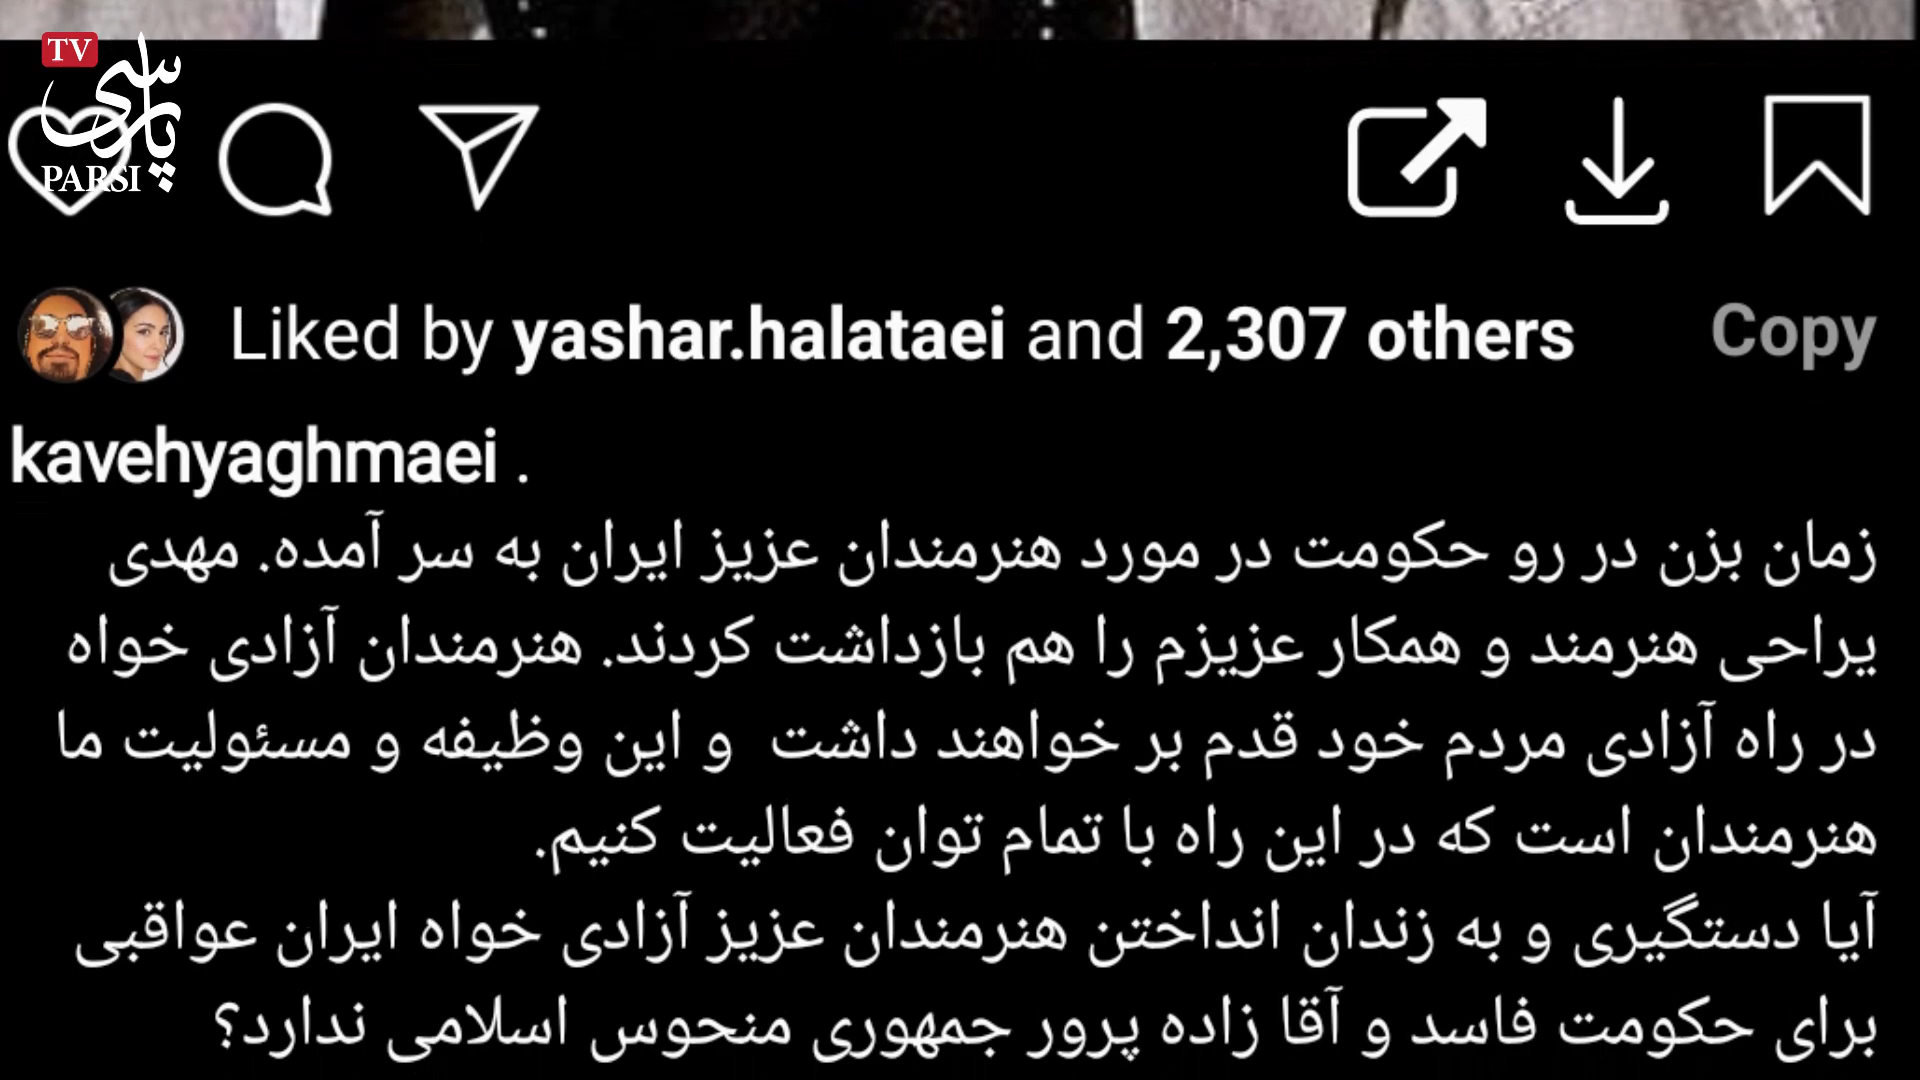 TV
پارسی
PARSI
Liked by yashar.halataei and 2,307 others
Copy
kavehyaghmaei .
زمان بزن در رو حکومت در مورد هنرمندان عزیز ایران به سر آمده. مهدی
یراحی هنرمند و همکار عزیزم را هم بازداشت کردند. هنرمندان آزادی خواه
در راه آزادی مردم خود قدم بر خواهند داشت و این وظیفه و مسئولیت ما
هنرمندان است که در این راه با تمام توان فعالیت کنیم.
آیا دستگیری و به زندان انداختن هنرمندان عزیز آزادی خواه ایران عواقبی
برای حکومت فاسد و آقا زاده پرور جمهوری منحوس اسلامی ندارد؟